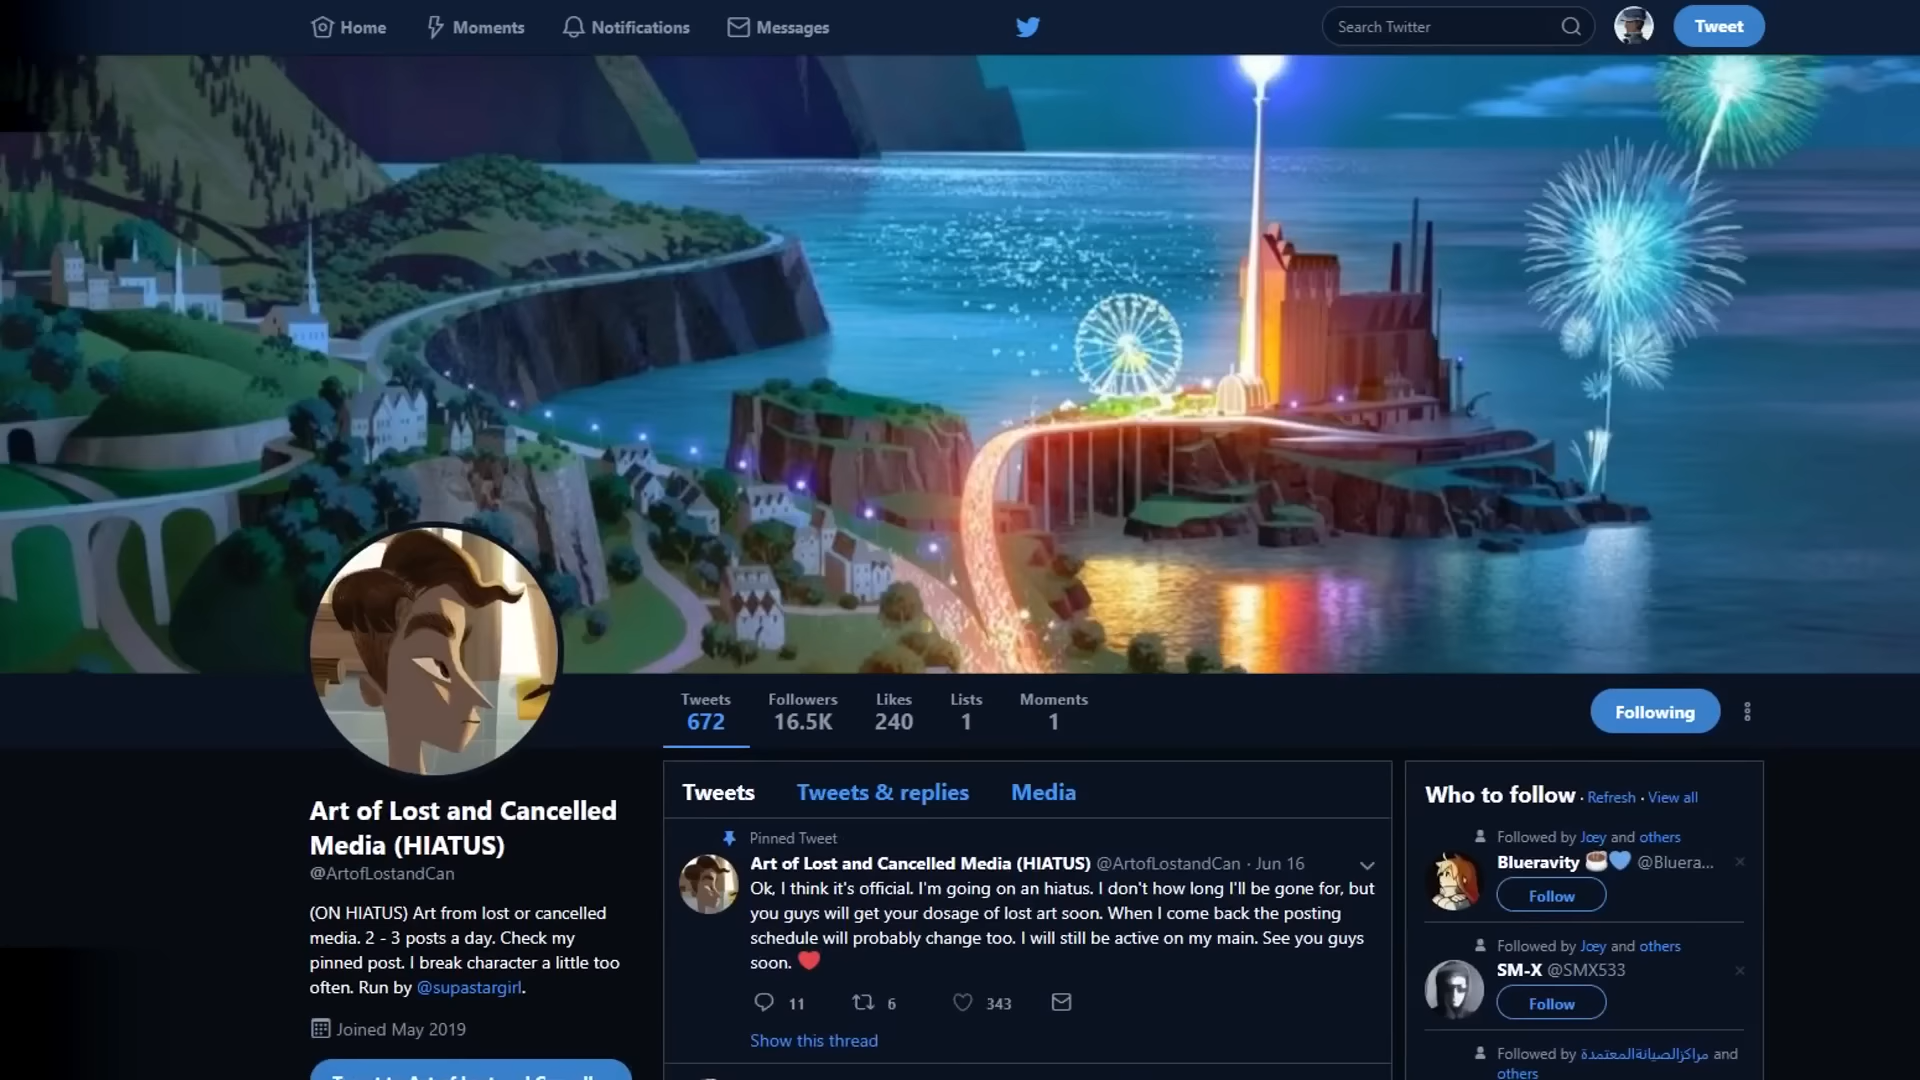 Home
Moments
Notifications
Messages
Search Twitter
Tweet
Tweets
672
Followers
16.5K
Likes
240
Lists
1
Moments
1
Following
Art of Lost and Cancelled
Media (HIATUS)
@ArtofLostandCan
(ON HIATUS) Art from lost or cancelled
media. 2 - 3 posts a day. Check my
pinned post. I break character a little too
often. Run by @supastargirl.
Joined May 2019
Tweets
Tweets & replies
Media
Pinned Tweet
Art of Lost and Cancelled Media (HIATUS) @ArtofLostandCan · Jun 16
Ok, I think it's official. I'm going on an hiatus. I don't how long I'll be gone for, but
you guys will get your dosage of lost art soon. When I come back the posting
schedule will probably change too. I will still be active on my main. See you guys
soon. ❤
11
6
343
Show this thread
Who to follow · Refresh · View all
Followed by Joey and others
Blueravity ☕💙 @Bluera...
Follow
Followed by Joey and others
SM-X @SMX533
Follow
Followed by مراكزالصيانةالمعتمدة and
others